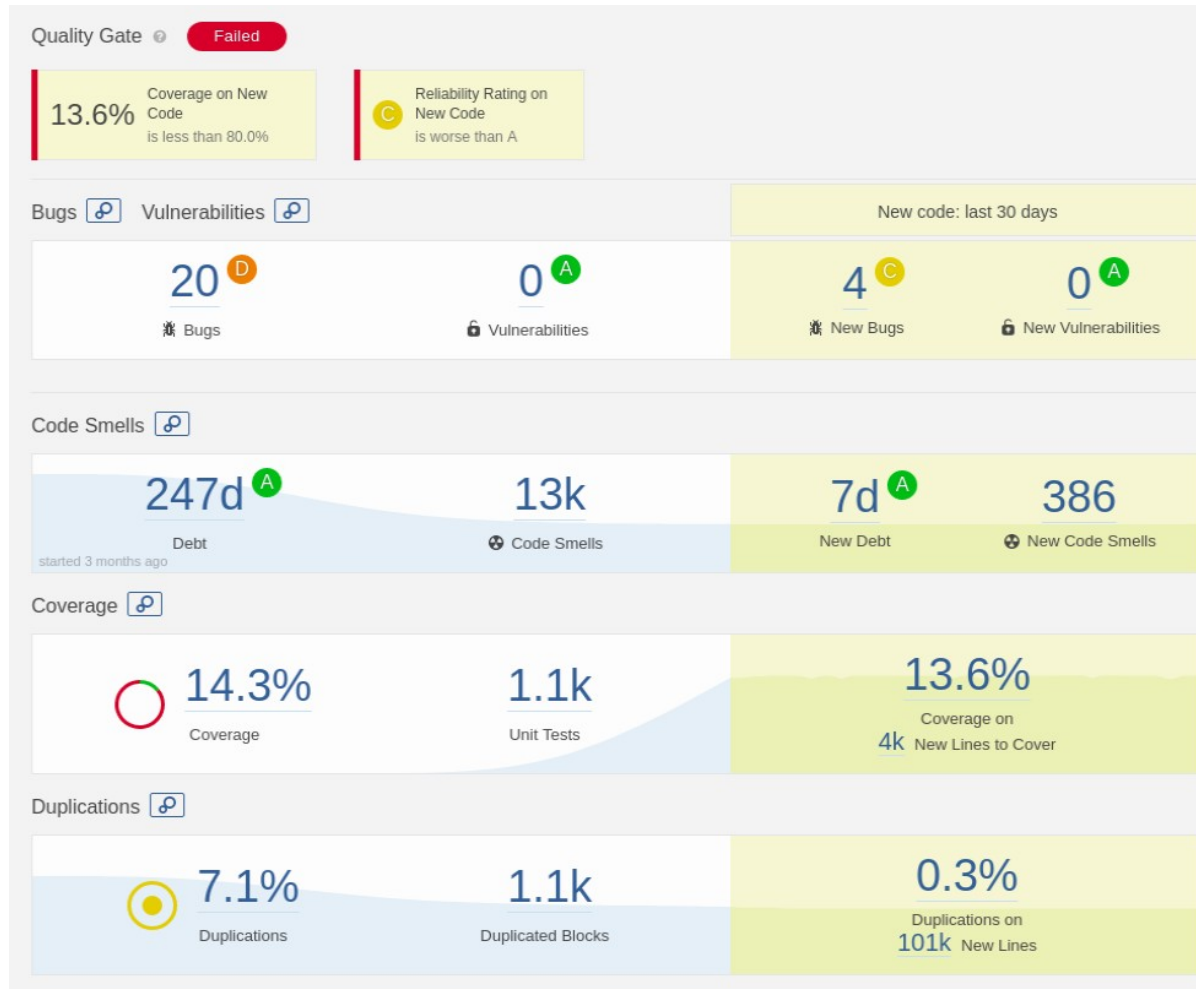 Quality Gate ? Failed
13.6% Coverage on New
Code
is less than 80.0%
C Reliability Rating on
New Code
is worse than A
Bugs Vulnerabilities
New code: last 30 days
20 D
Bugs
0 A
Vulnerabilities
4 C
New Bugs
0 A
New Vulnerabilities
Code Smells
247d A
Debt
started 3 months ago
13k
Code Smells
7d A
New Debt
386
New Code Smells
Coverage
14.3%
Coverage
1.1k
Unit Tests
13.6%
Coverage on
4k New Lines to Cover
Duplications
7.1%
Duplications
1.1k
Duplicated Blocks
0.3%
Duplications on
101k New Lines